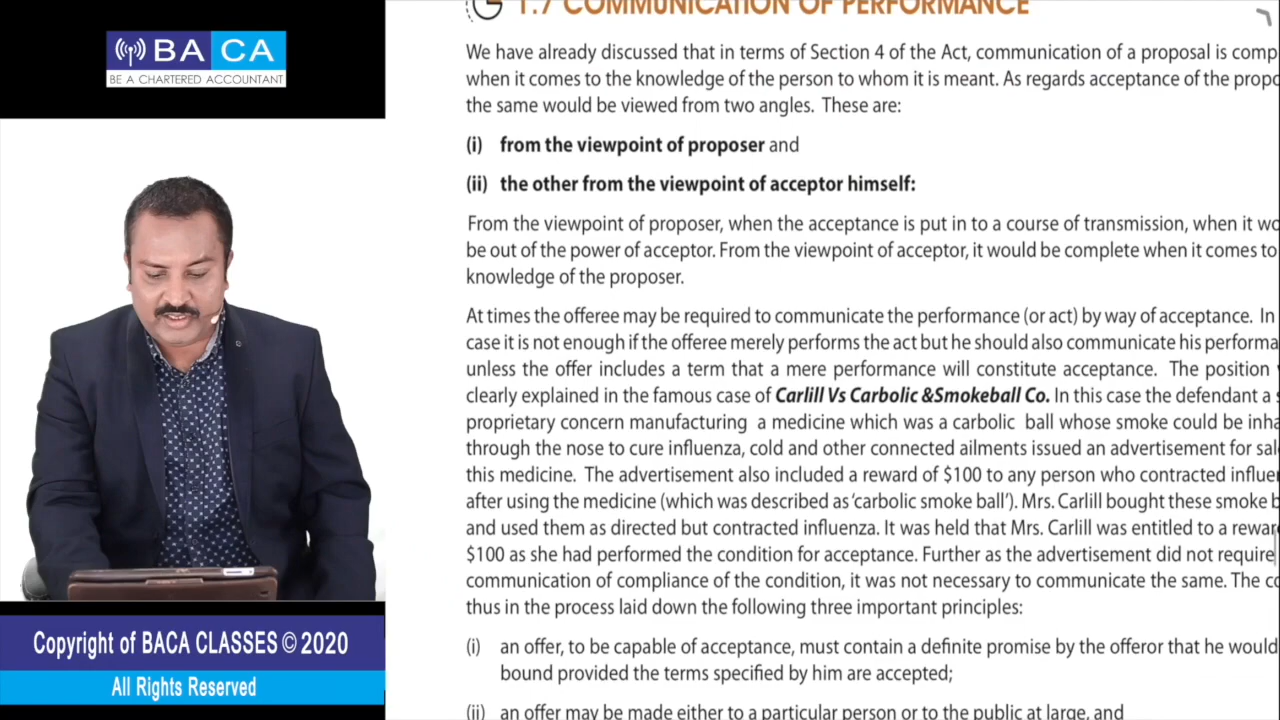 BA CA
BE A CHARTERED ACCOUNTANT
1.7 COMMUNICATION OF PERFORMANCE
We have already discussed that in terms of Section 4 of the Act, communication of a proposal is comp
when it comes to the knowledge of the person to whom it is meant. As regards acceptance of the propo
the same would be viewed from two angles. These are:
(i) from the viewpoint of proposer and
(ii) the other from the viewpoint of acceptor himself:
From the viewpoint of proposer, when the acceptance is put in to a course of transmission, when it wo
be out of the power of acceptor. From the viewpoint of acceptor, it would be complete when it comes to
knowledge of the proposer.
At times the offeree may be required to communicate the performance (or act) by way of acceptance. In
case it is not enough if the offeree merely performs the act but he should also communicate his performa
unless the offer includes a term that a mere performance will constitute acceptance. The position
clearly explained in the famous case of Carlill Vs Carbolic &Smokeball Co. In this case the defendant a s
proprietary concern manufacturing a medicine which was a carbolic ball whose smoke could be inha
through the nose to cure influenza, cold and other connected ailments issued an advertisement for sal
this medicine. The advertisement also included a reward of $100 to any person who contracted influe
after using the medicine (which was described as 'carbolic smoke ball'). Mrs. Carlill bought these smoke b
and used them as directed but contracted influenza. It was held that Mrs. Carlill was entitled to a rewar
$100 as she had performed the condition for acceptance. Further as the advertisement did not require
communication of compliance of the condition, it was not necessary to communicate the same. The co
thus in the process laid down the following three important principles:
(i) an offer, to be capable of acceptance, must contain a definite promise by the offeror that he would
bound provided the terms specified by him are accepted;
(ii) an offer may be made either to a particular person or to the public at large, and
Copyright of BACA CLASSES © 2020
All Rights Reserved